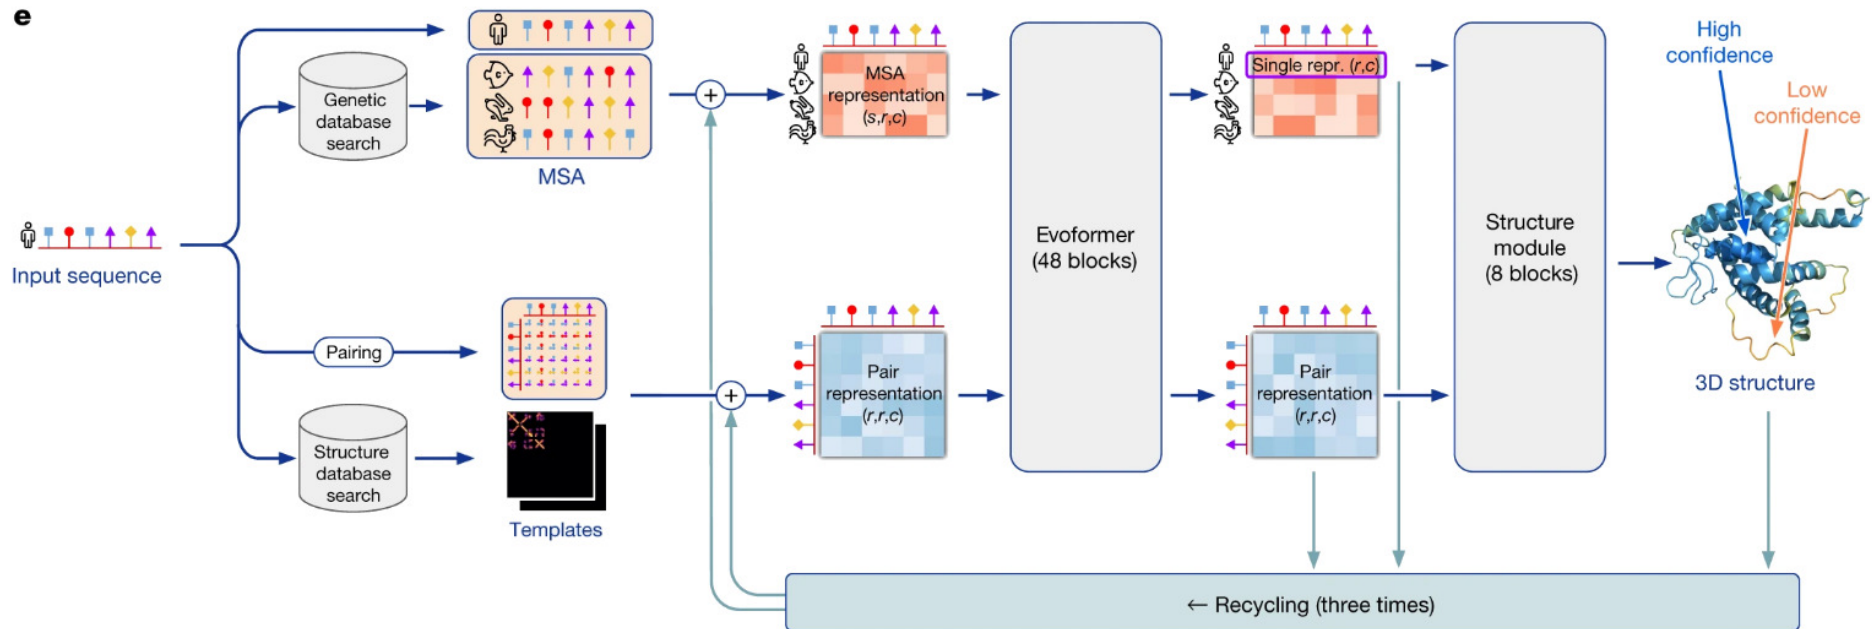 e
Input sequence
Genetic
database
search
MSA
Pairing
Structure
database
search
Templates
+
+
MSA
representation
(s,r,c)
Pair
representation
(r,r,c)
Evoformer
(48 blocks)
Single repr. (r,c)
Pair
representation
(r,r,c)
Structure
module
(8 blocks)
High
confidence
Low
confidence
3D structure
← Recycling (three times)